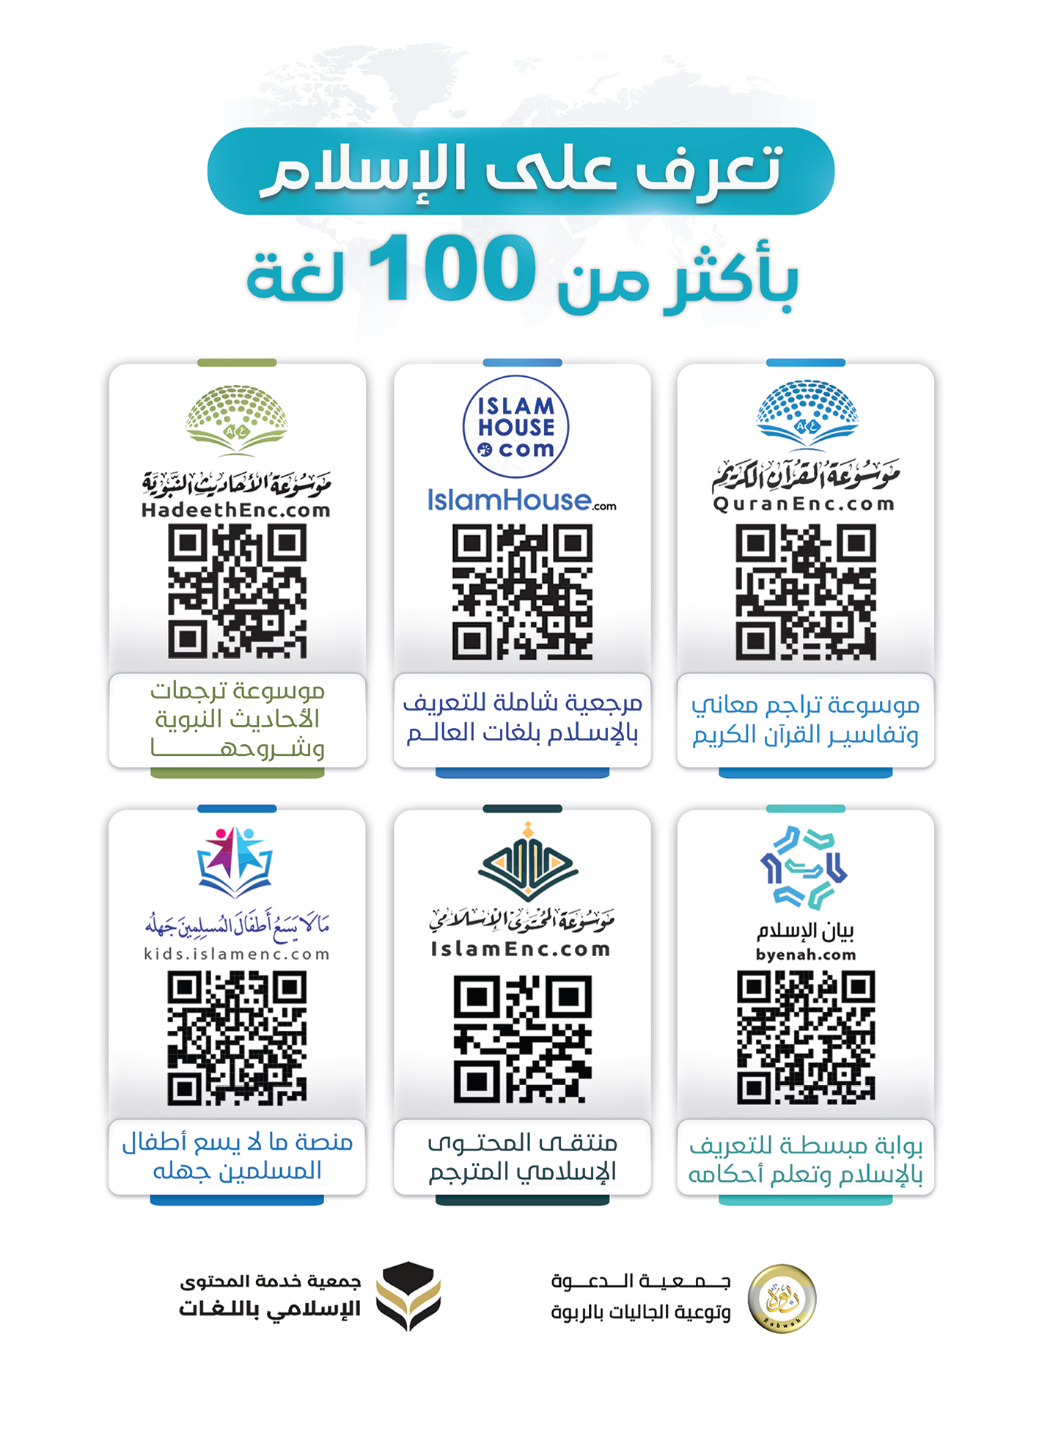 تعرف على الإسلام
بأكثر من 100 لغة
موسوعة القرآن الكريم
QuranEnc.com
موسوعة تراجم معاني
وتفاسير القرآن الكريم
ISLAM
HOUSE
.com
IslamHouse.com
مرجعية شاملة للتعريف
بالإسلام بلغات العالم
موسوعة الأحاديث النبوية
HadeethEnc.com
موسوعة ترجمات
الأحاديث النبوية
وشروحها
بيان الإسلام
byenah.com
بوابة مبسطة للتعريف
بالإسلام وتعلم أحكامه
موسوعة المحتوى الإسلامي
IslamEnc.com
منتقى المحتوى
الإسلامي المترجم
ما لا يسع أطفال المسلمين جهله
kids.islamenc.com
منصة ما لا يسع أطفال
المسلمين جهله
جمعية الدعوة
وتوعية الجاليات بالربوة
ربوة
Rabwah
جمعية خدمة المحتوى
الإسلامي باللغات